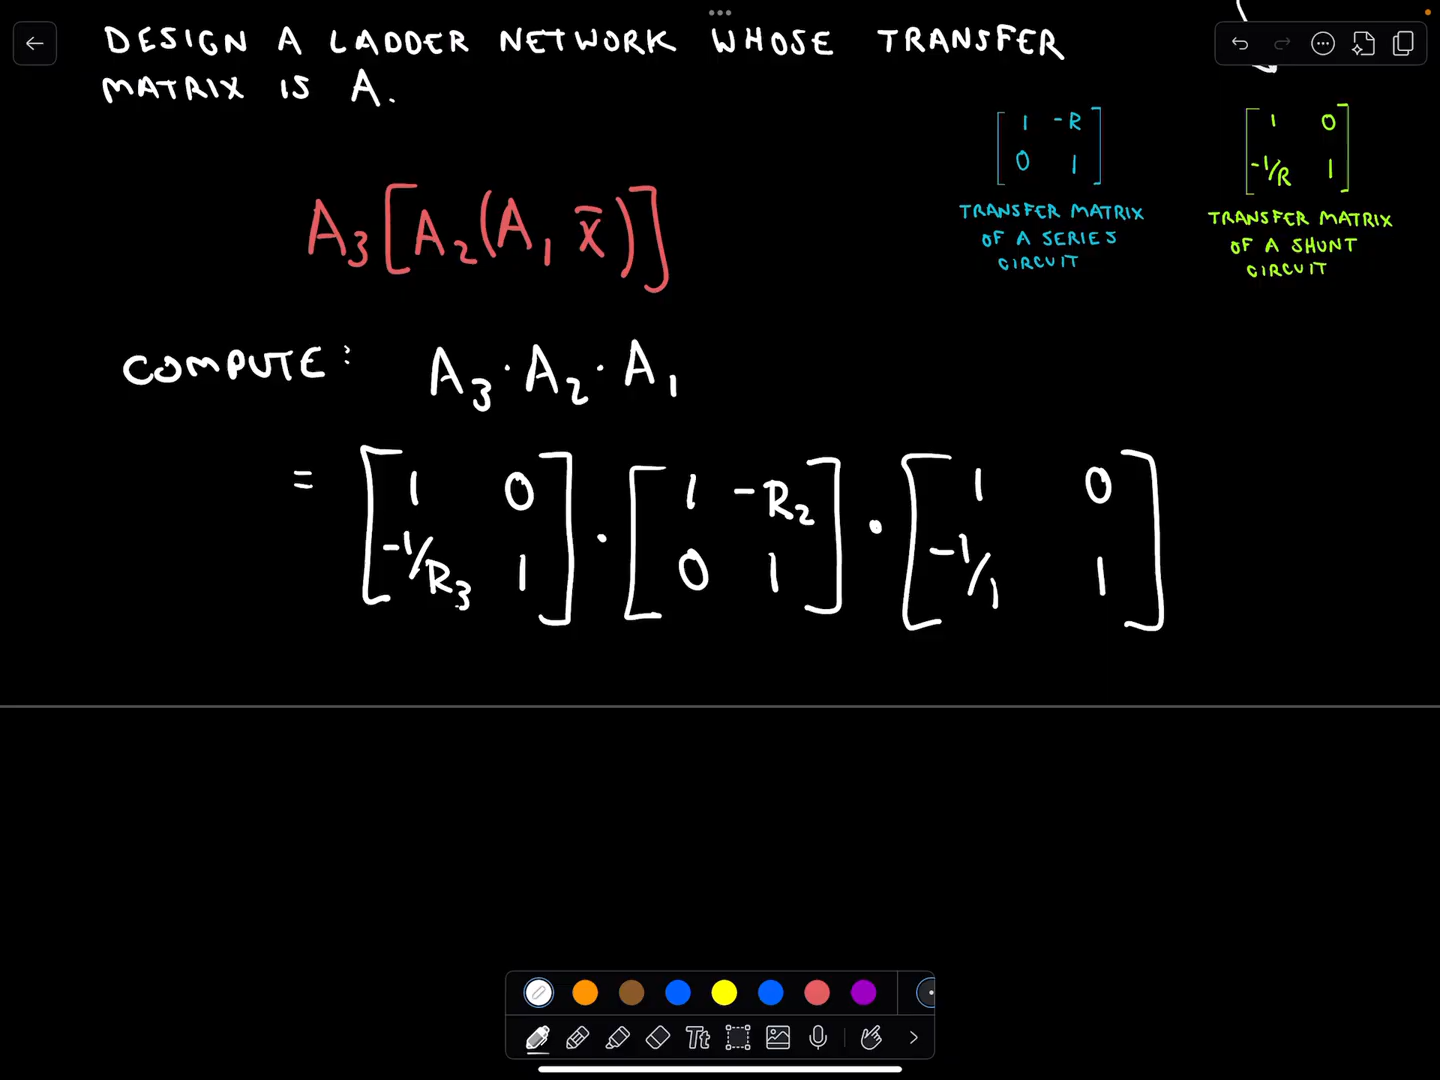 DESIGN A LADDER NETWORK WHOSE TRANSFER
MATRIX IS A.
[1 -R]
[0 1]
TRANSFER MATRIX
OF A SERIES
CIRCUIT
[1 0]
[-1/R 1]
TRANSFER MATRIX
OF A SHUNT
CIRCUIT
A₃[A₂(A₁ x̄)]
COMPUTE: A₃ · A₂ · A₁
= [1 0] · [1 -R₂] · [1 0]
[-1/R₃ 1] [0 1] [-1/1 1]
Tt